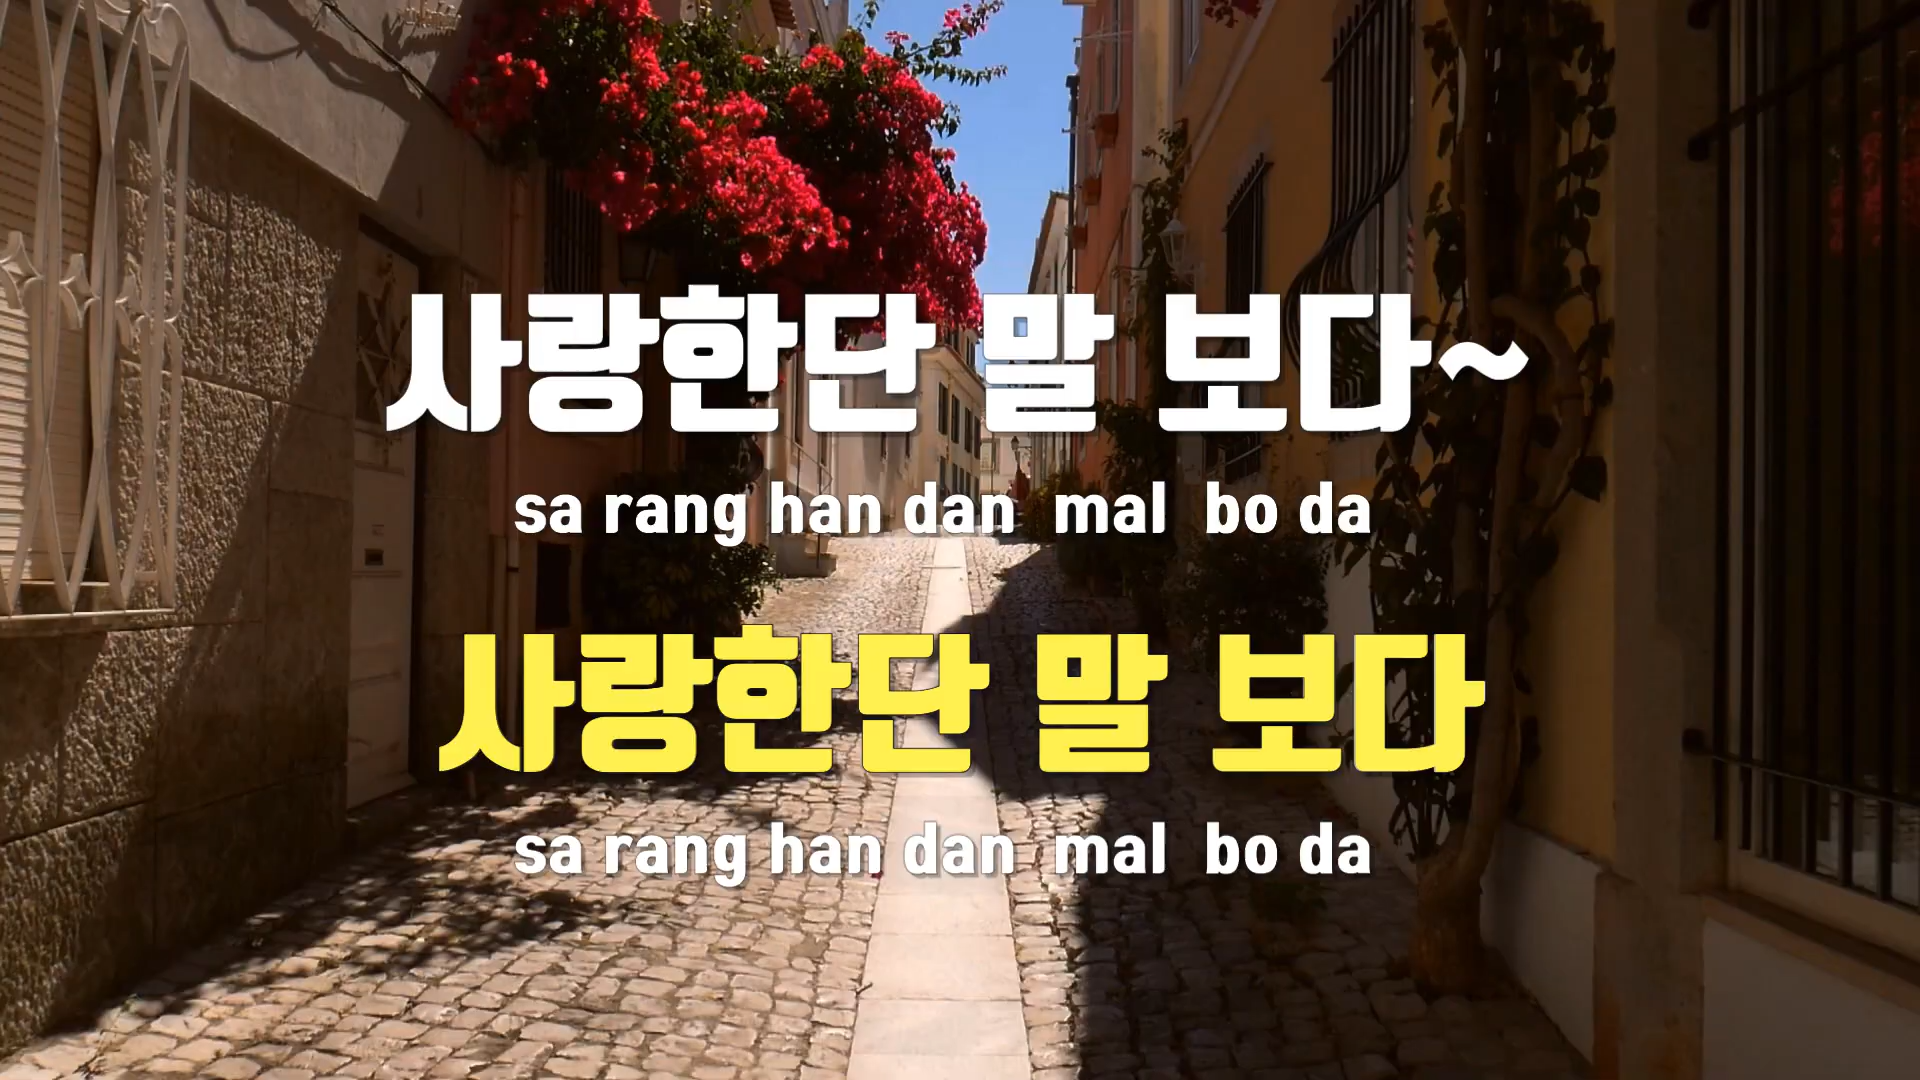 사랑한단 말 보다~
sa rang han dan mal bo da
사랑한단 말 보다
sa rang han dan mal bo da